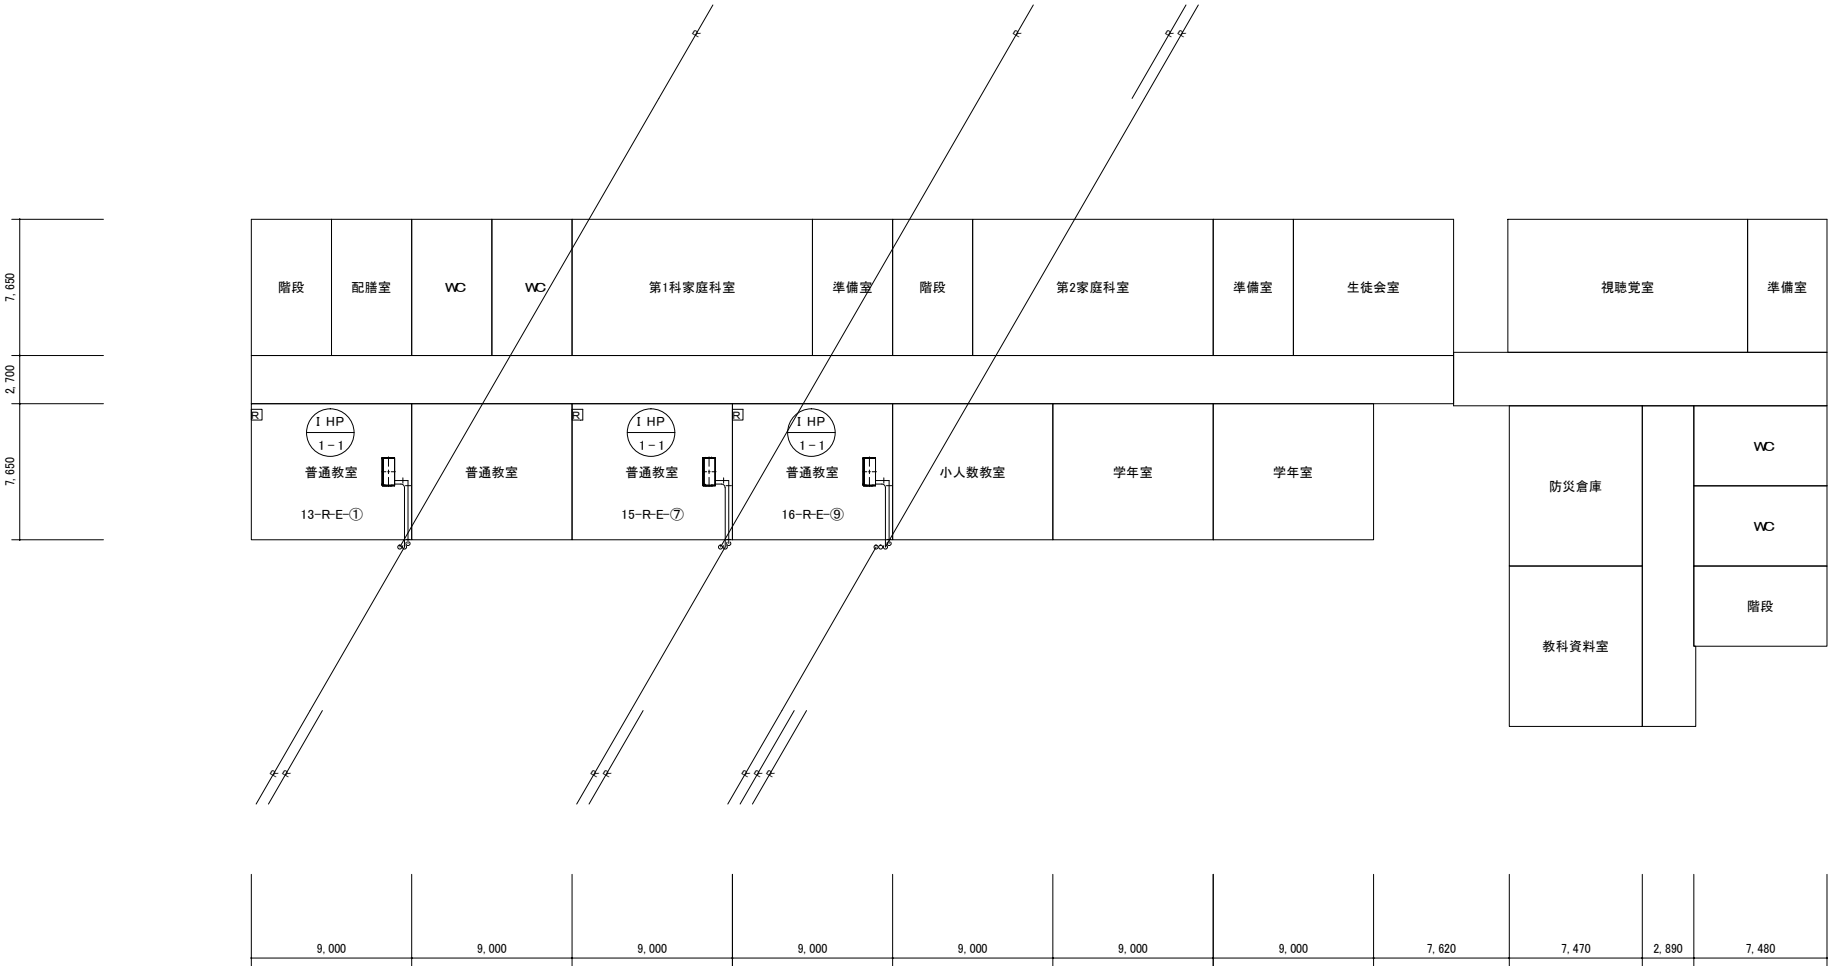 R
R
R
R
7,650
階段
配膳室
WC
WC
第1科家庭科室
準備室
階段
第2家庭科室
準備室
生徒会室
視聴覚室
準備室
2,700
R
I HP
1-1
R
I HP
1-1
R
I HP
1-1
7,650
普通教室
普通教室
普通教室
普通教室
小人数教室
学年室
学年室
13-R-E-①
15-R-E-⑦
16-R-E-⑨
WC
防災倉庫
WC
階段
教科資料室
R
R
R
R
R
R
R
9,000
9,000
9,000
9,000
9,000
9,000
9,000
7,620
7,470
2,890
7,480